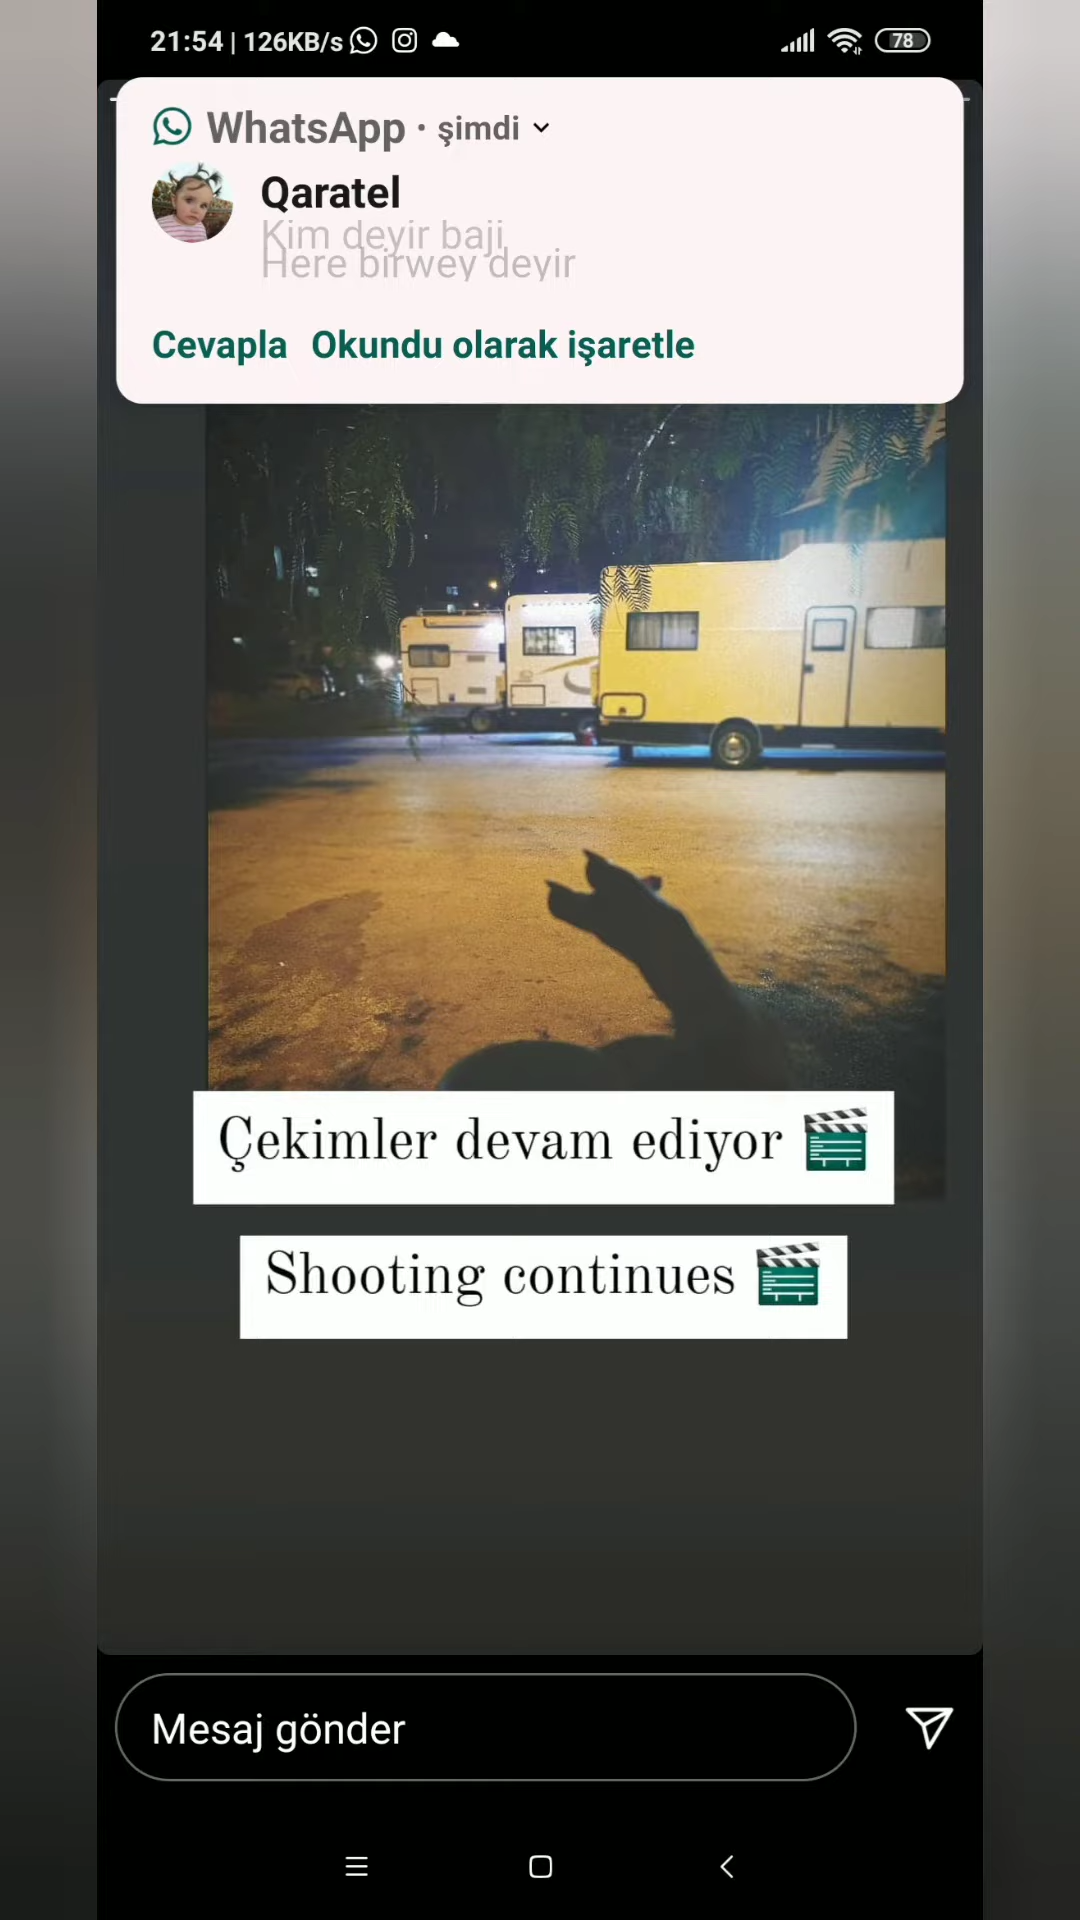 21:54 | 126KB/s
78
WhatsApp • şimdi
Qaratel
Kim deyir baji
Here birwey deyir
Cevapla Okundu olarak işaretle
Çekimler devam ediyor 🎬
Shooting continues 🎬
Mesaj gönder